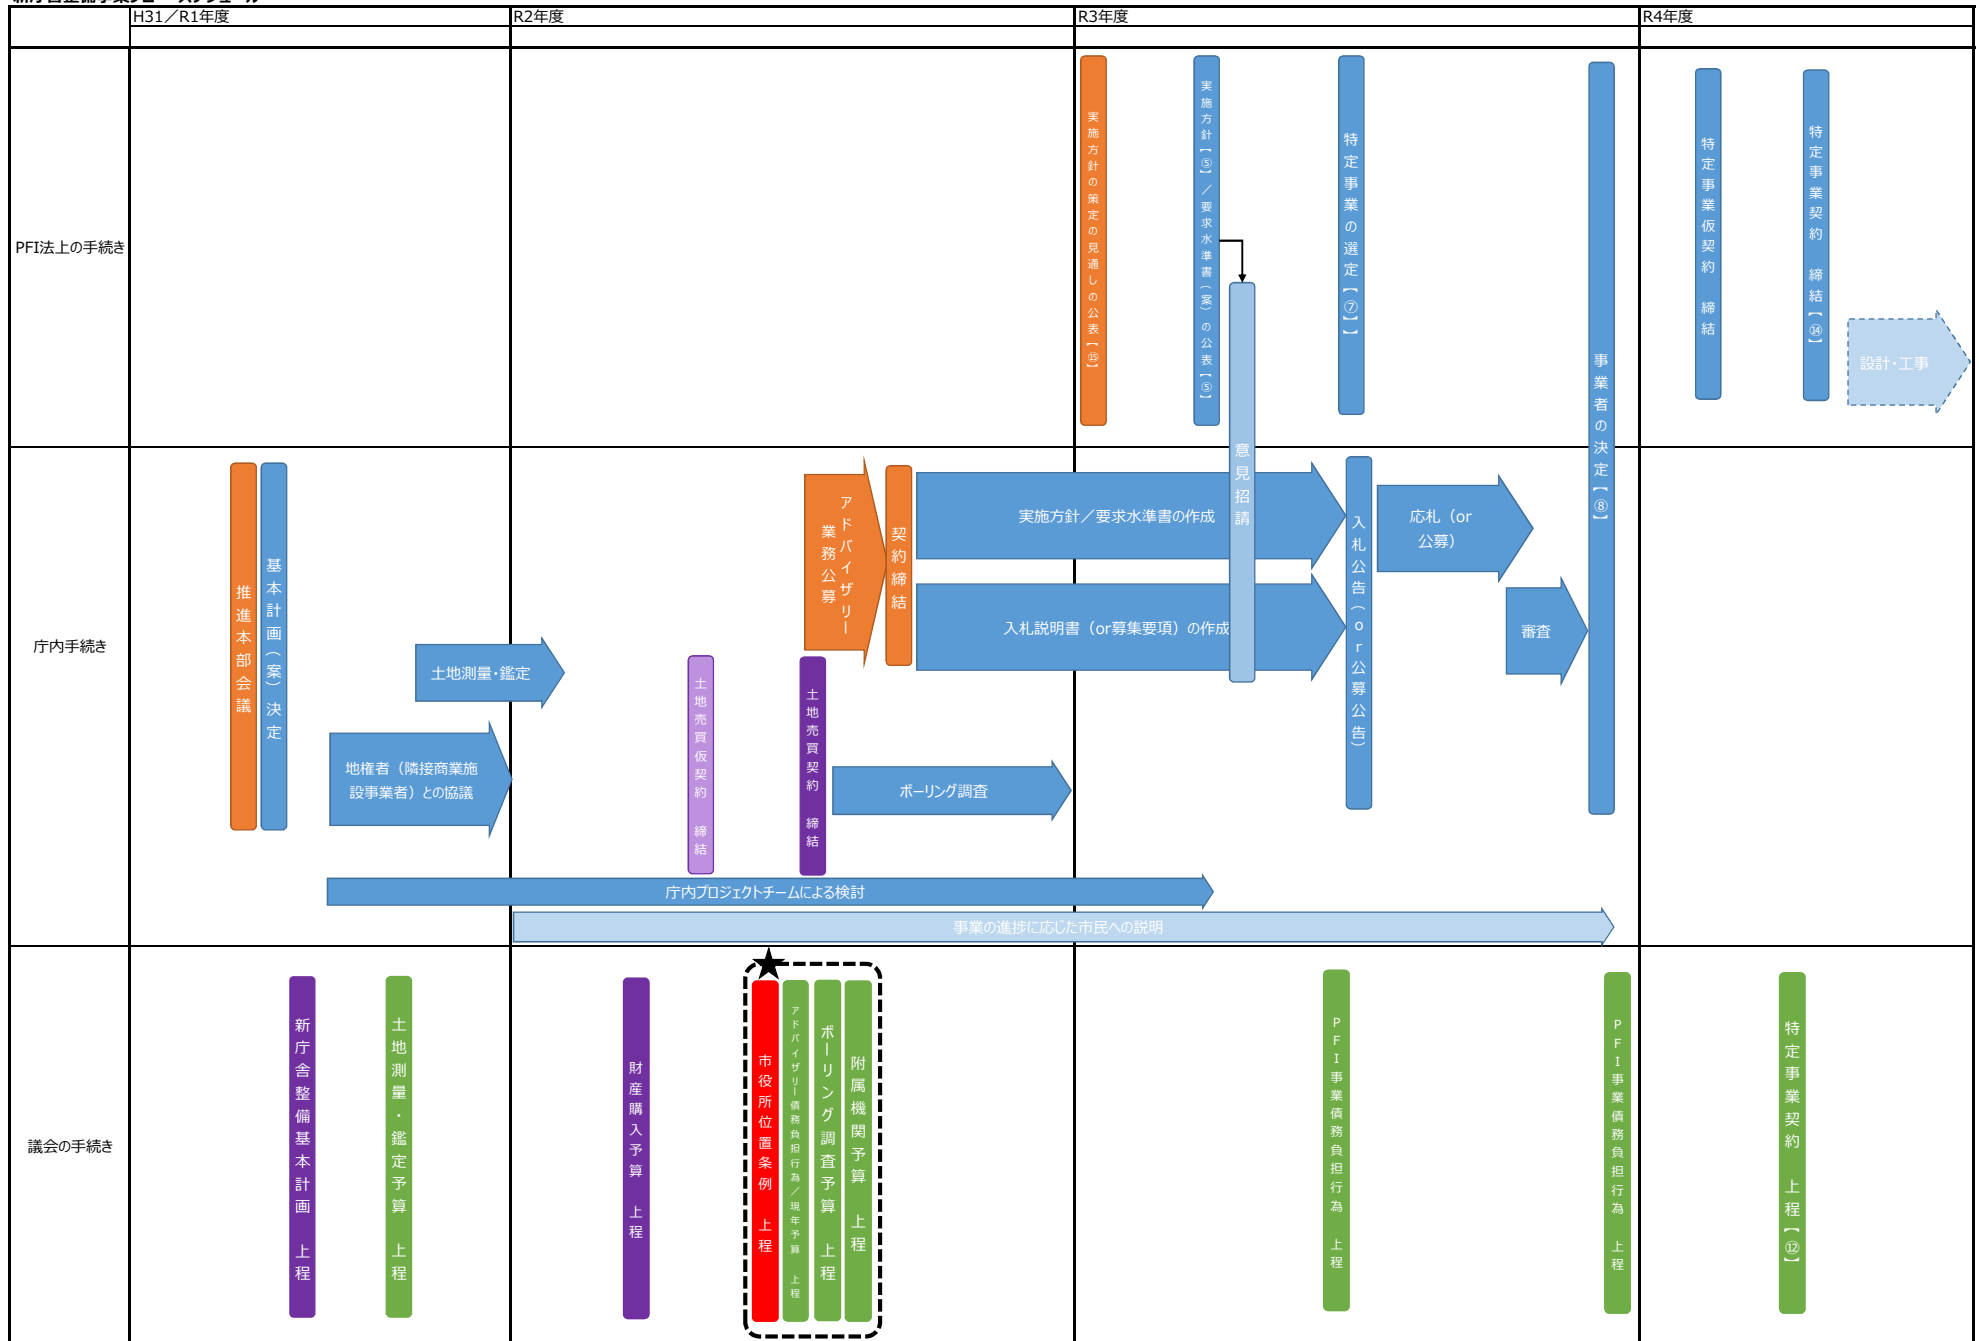 H31／R1年度
R2年度
R3年度
R4年度
PFI法上の手続き
実施方針の策定の見通しの公表【⑮】
実施方針【⑤】／要求水準書（案）の公表【⑤】
特定事業の選定【⑦】】
事業者の決定【⑧】
特定事業仮契約　締結
特定事業契約　締結【⑭】
設計・工事
意見招請
庁内手続き
推進本部会議
基本計画（案）決定
土地測量・鑑定
地権者（隣接商業施
設事業者）との協議
土地売買仮契約　締結
土地売買契約　締結
アドバイザリー
業務公募
契約締結
実施方針／要求水準書の作成
入札説明書（or募集要項）の作成
ボーリング調査
入札公告（or公募公告）
応札（or
公募）
審査
庁内プロジェクトチームによる検討
事業の進捗に応じた市民への説明
議会の手続き
新庁舎整備基本計画　上程
土地測量・鑑定予算　上程
財産購入予算　上程
★
市役所位置条例　上程
アドバイザリー債務負担行為／現年予算　上程
ボーリング調査予算　上程
附属機関予算　上程
PFI事業債務負担行為　上程
PFI事業債務負担行為　上程
特定事業契約　上程【⑫】